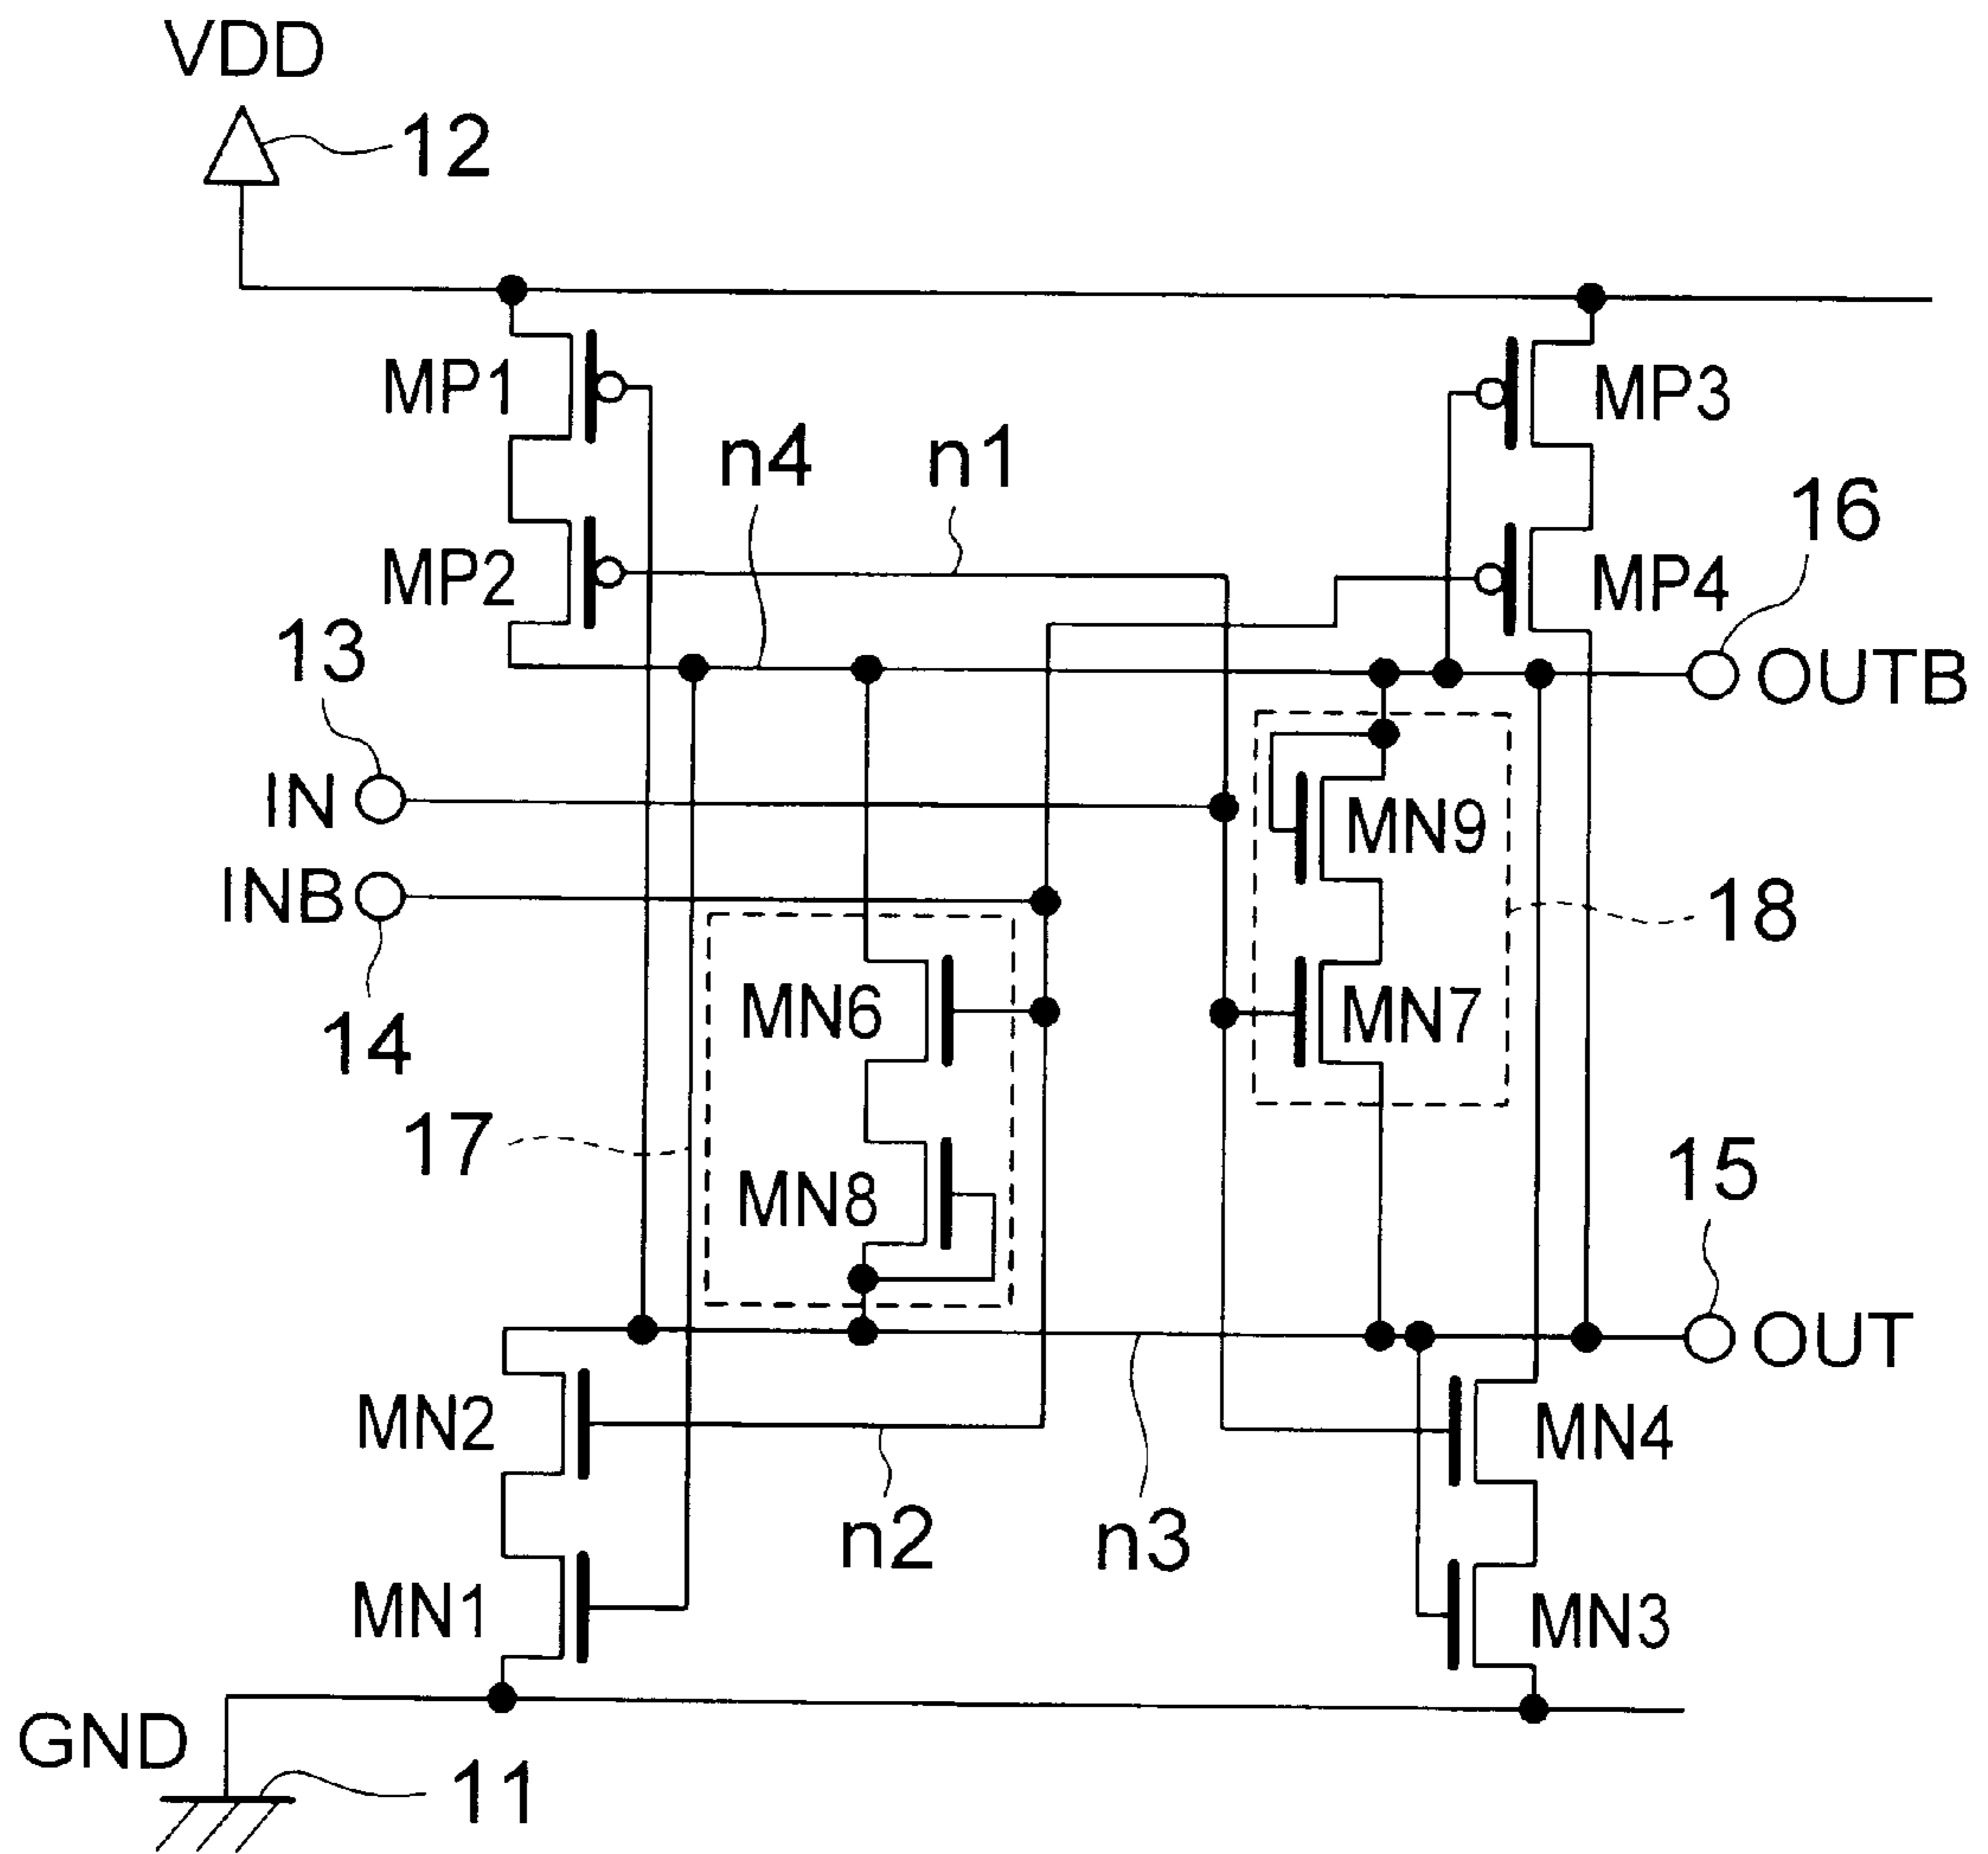 VDD
12
MP1
MP3
n4
n1
16
MP2
MP4
13
OUTB
IN
MN9
INB
18
MN6
MN7
14
17
15
MN8
OUT
MN2
MN4
n2
n3
MN1
MN3
GND
11